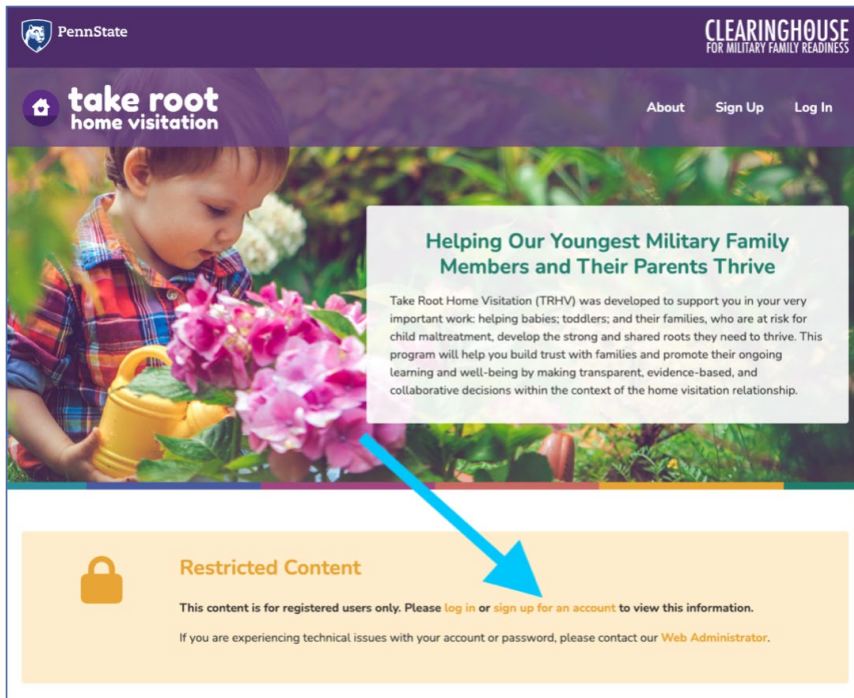 PennState
CLEARINGHOUSE
FOR MILITARY FAMILY READINESS
take root
home visitation
About Sign Up Log In
Helping Our Youngest Military Family
Members and Their Parents Thrive
Take Root Home Visitation (TRHV) was developed to support you in your very
important work: helping babies; toddlers; and their families, who are at risk for
child maltreatment, develop the strong and shared roots they need to thrive. This
program will help you build trust with families and promote their ongoing
learning and well-being by making transparent, evidence-based, and
collaborative decisions within the context of the home visitation relationship.
Restricted Content
This content is for registered users only. Please log in or sign up for an account to view this information.
If you are experiencing technical issues with your account or password, please contact our Web Administrator.